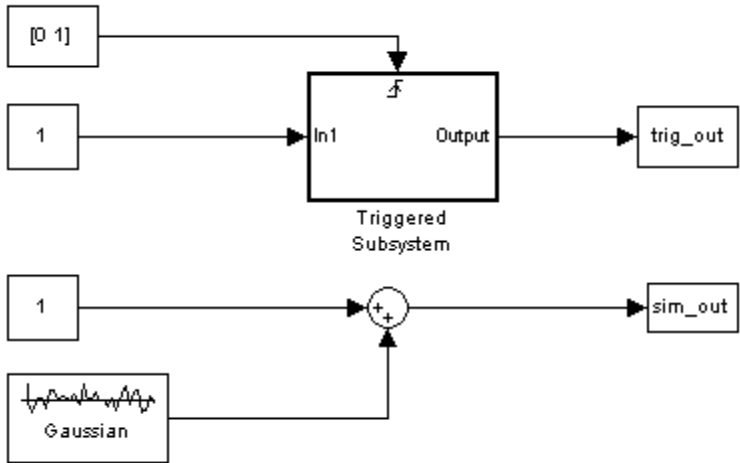 [0 1]
1
In1
Output
trig_out
Triggered
Subsystem
1
+
+
sim_out
Gaussian